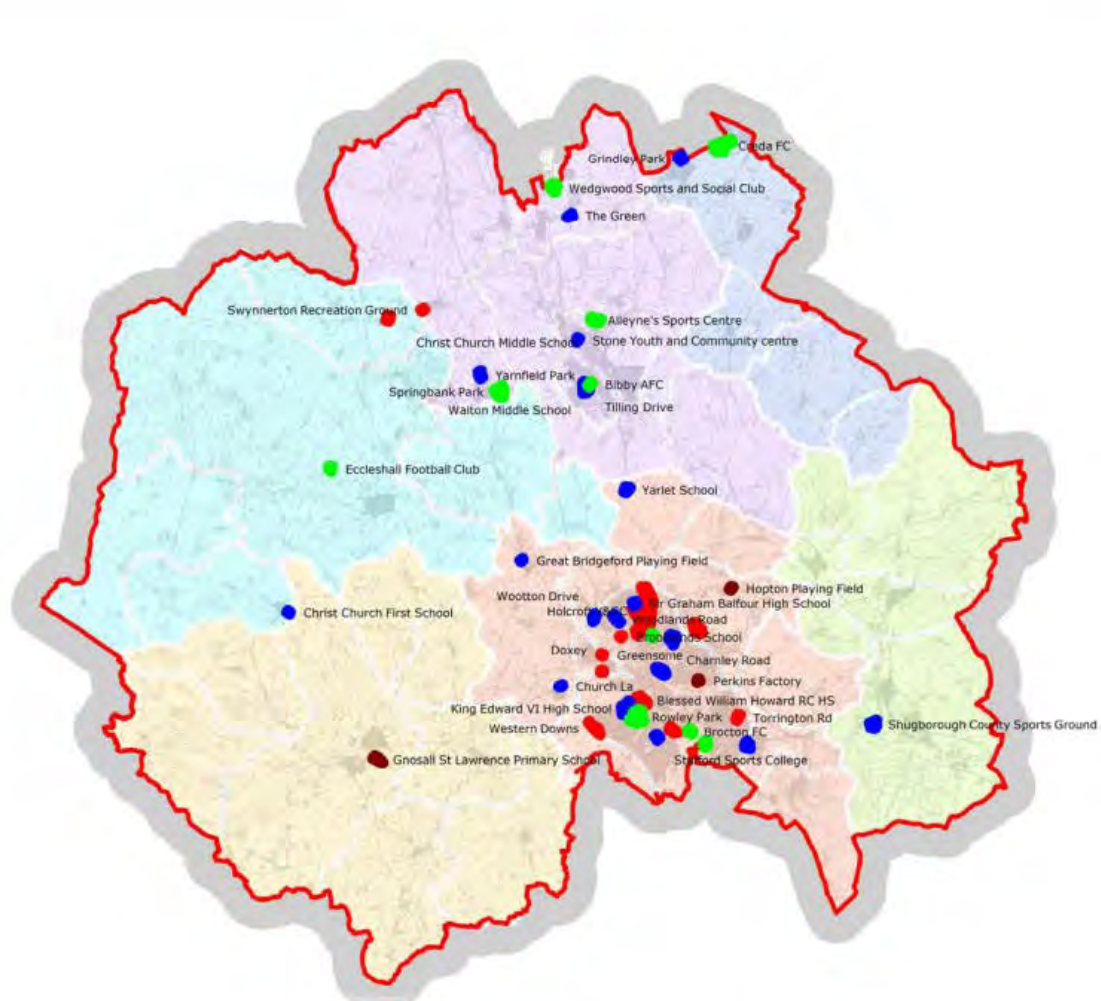 Creda FC
Grindley Park
Wedgwood Sports and Social Club
The Green
Swynnerton Recreation Ground
Alleyne's Sports Centre
Christ Church Middle School
Stone Youth and Community centre
Yarnfield Park
Bibby AFC
Springbank Park
Walton Middle School
Tilling Drive
Eccleshall Football Club
Yarlet School
Great Bridgeford Playing Field
Hopton Playing Field
Wootton Drive
Sir Graham Balfour High School
Holcroft
Christ Church First School
Woodlands Road
School
Doxey
Greensome
Charnley Road
Perkins Factory
Church La
Blessed William Howard RC HS
King Edward VI High School
Rowley Park
Torrington Rd
Shugborough County Sports Ground
Western Downs
Brocton FC
Gnosall St Lawrence Primary School
Stafford Sports College